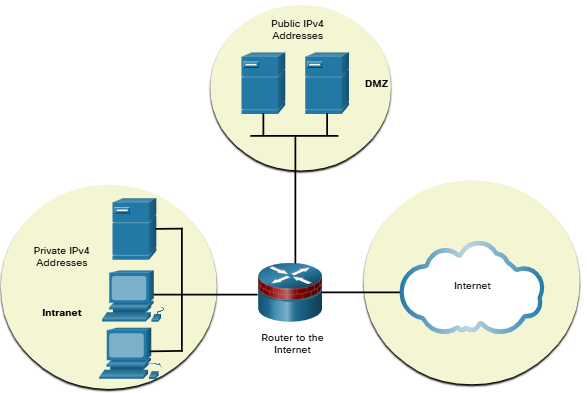 Public IPv4
Addresses
DMZ
Private IPv4
Addresses
Intranet
Internet
Router to the
Internet